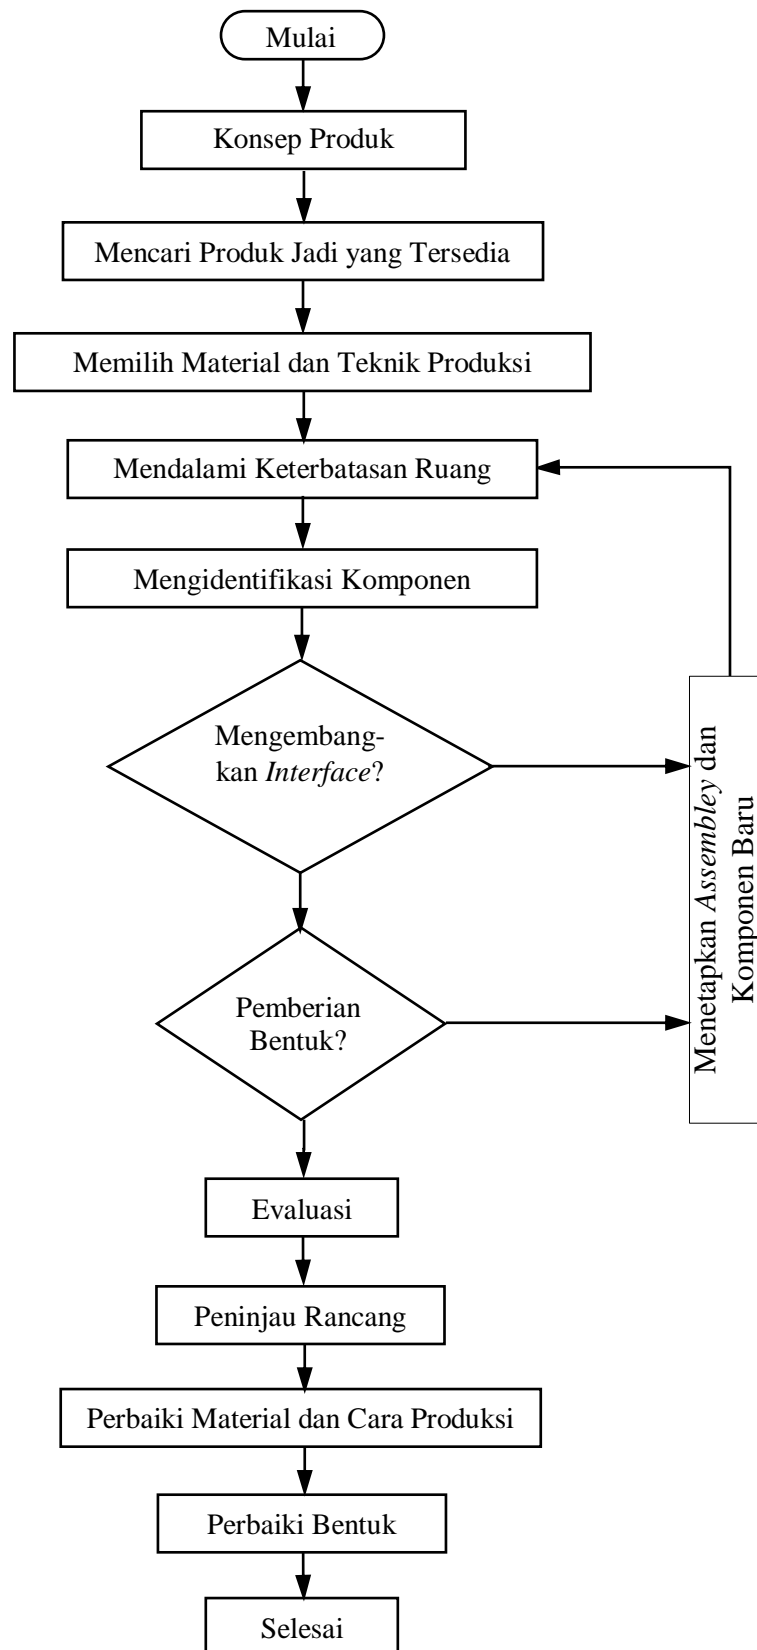 Mulai
Konsep Produk
Mencari Produk Jadi yang Tersedia
Memilih Material dan Teknik Produksi
Mendalami Keterbatasan Ruang
Mengidentifikasi Komponen
Mengembang-
kan Interface?
Menetapkan Assembley dan
Komponen Baru
Pemberian
Bentuk?
Evaluasi
Peninjau Rancang
Perbaiki Material dan Cara Produksi
Perbaiki Bentuk
Selesai